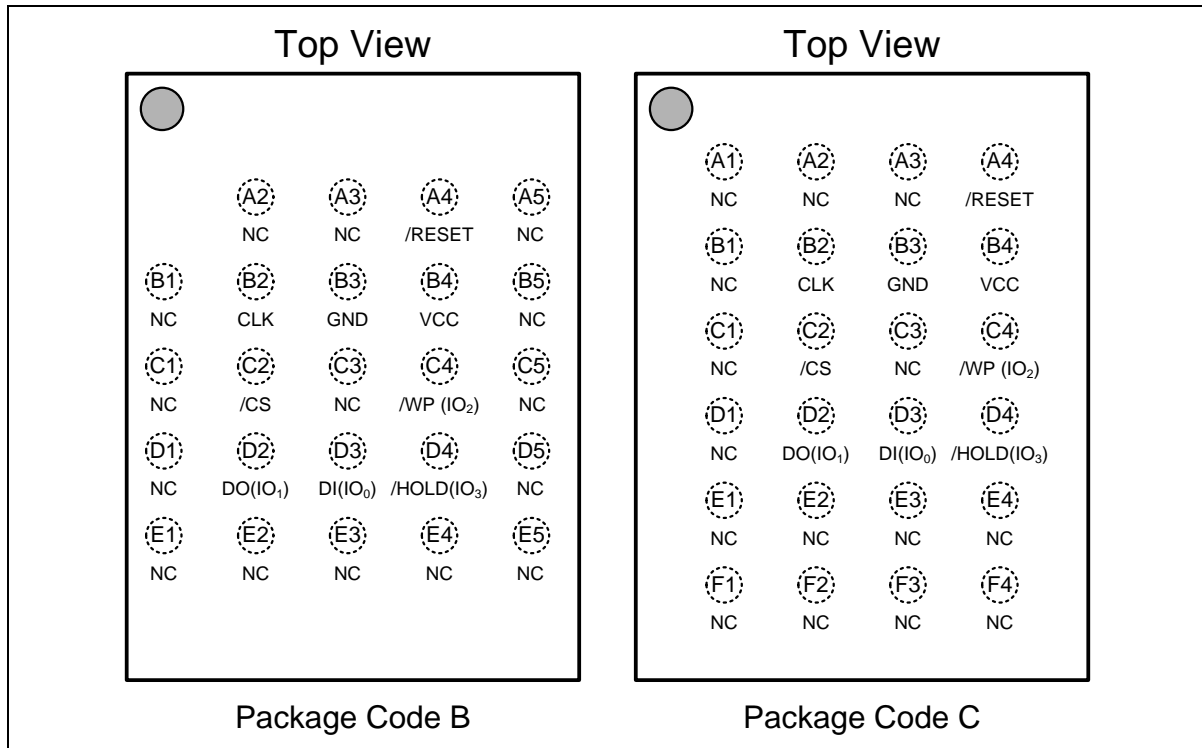 Top View
A2 A3 A4 A5
NC NC /RESET NC
B1 B2 B3 B4 B5
NC CLK GND VCC NC
C1 C2 C3 C4 C5
NC /CS NC /WP (IO₂) NC
D1 D2 D3 D4 D5
NC DO(IO₁) DI(IO₀) /HOLD(IO₃) NC
E1 E2 E3 E4 E5
NC NC NC NC NC
Package Code B
Top View
A1 A2 A3 A4
NC NC NC /RESET
B1 B2 B3 B4
NC CLK GND VCC
C1 C2 C3 C4
NC /CS NC /WP (IO₂)
D1 D2 D3 D4
NC DO(IO₁) DI(IO₀) /HOLD(IO₃)
E1 E2 E3 E4
NC NC NC NC
F1 F2 F3 F4
NC NC NC NC
Package Code C